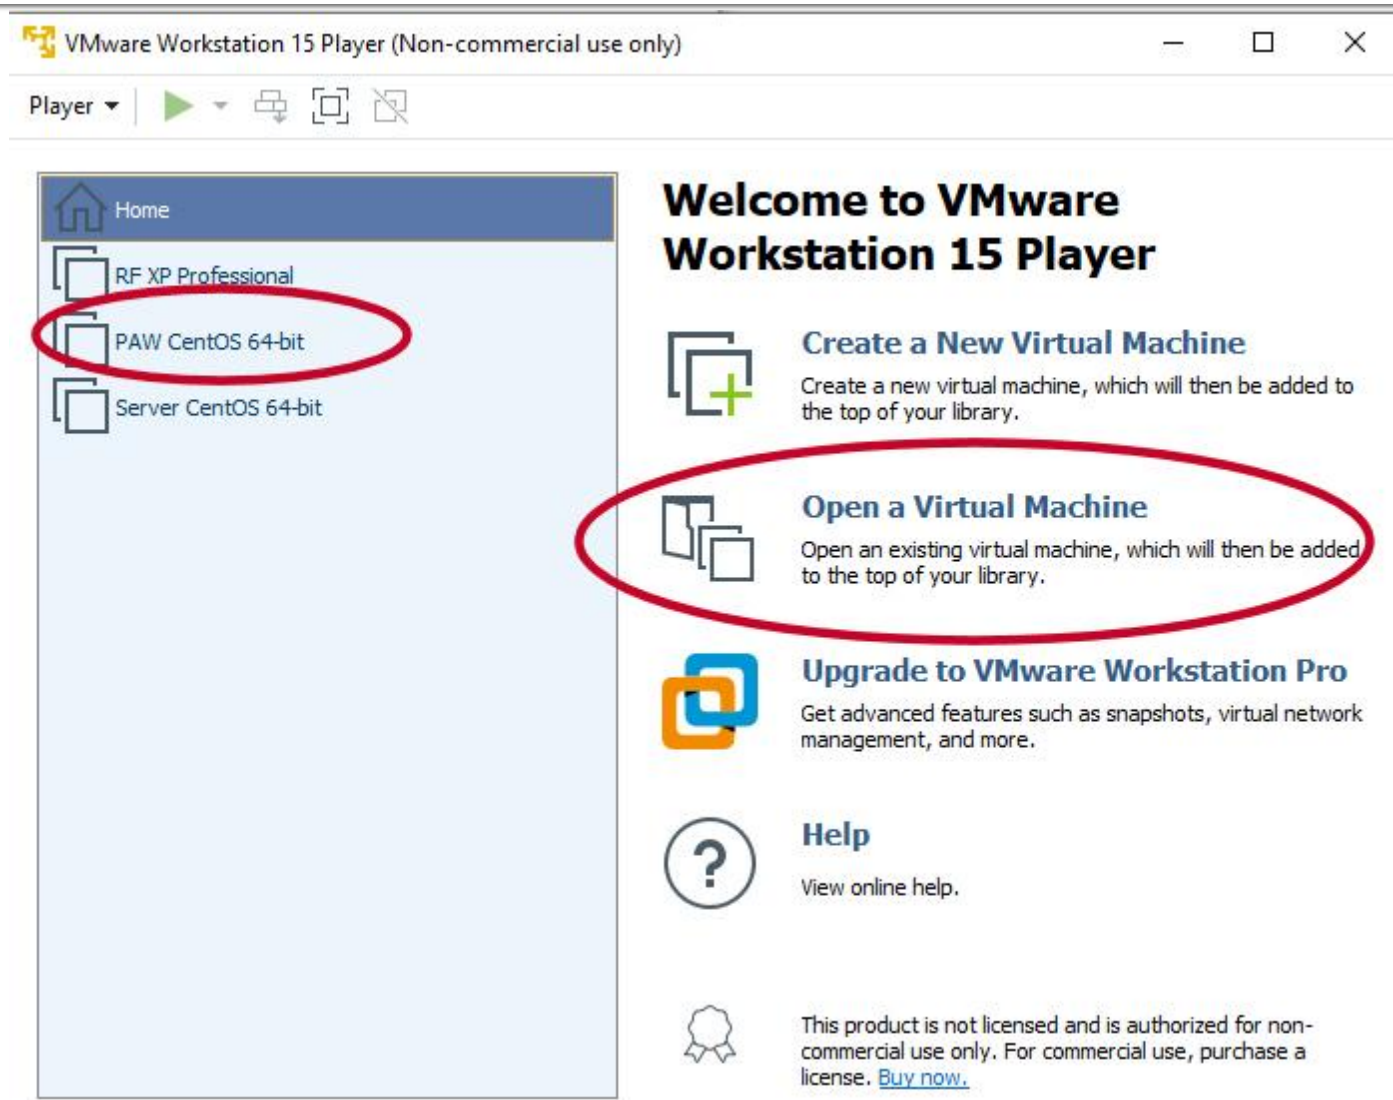 VMware Workstation 15 Player (Non-commercial use only)
Player
Home
RF XP Professional
PAW CentOS 64-bit
Server CentOS 64-bit
Welcome to VMware
Workstation 15 Player
Create a New Virtual Machine
Create a new virtual machine, which will then be added to
the top of your library.
Open a Virtual Machine
Open an existing virtual machine, which will then be added
to the top of your library.
Upgrade to VMware Workstation Pro
Get advanced features such as snapshots, virtual network
management, and more.
Help
View online help.
This product is not licensed and is authorized for non-
commercial use only. For commercial use, purchase a
license. Buy now.